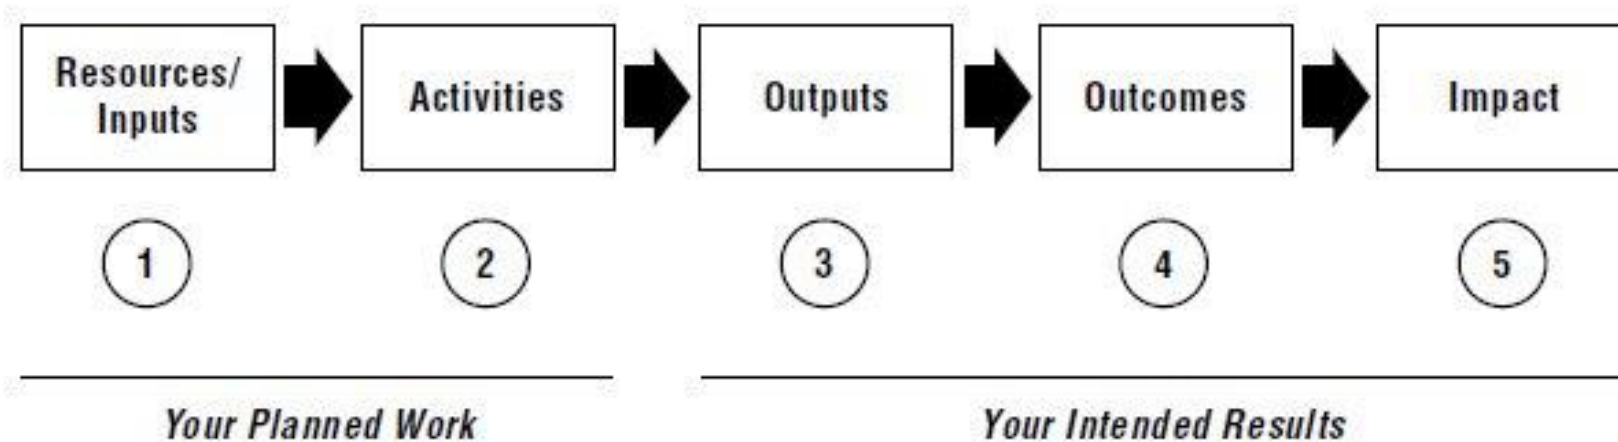 Resources/
Inputs
Activities
Outputs
Outcomes
Impact
1
2
3
4
5
Your Planned Work
Your Intended Results